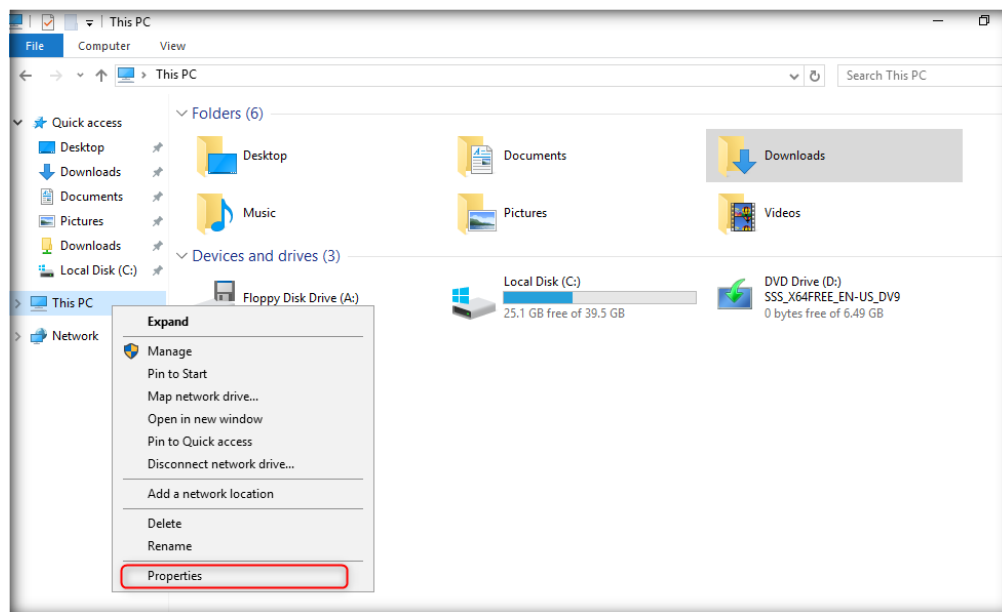 This PC
File Computer View
This PC
Search This PC
Quick access
Desktop
Downloads
Documents
Pictures
Downloads
Local Disk (C:)
This PC
Network
Folders (6)
Desktop
Documents
Downloads
Music
Pictures
Videos
Devices and drives (3)
Floppy Disk Drive (A:)
Local Disk (C:)
25.1 GB free of 39.5 GB
DVD Drive (D:)
SSS_X64FREE_EN-US_DV9
0 bytes free of 6.49 GB
Expand
Manage
Pin to Start
Map network drive...
Open in new window
Pin to Quick access
Disconnect network drive...
Add a network location
Delete
Rename
Properties